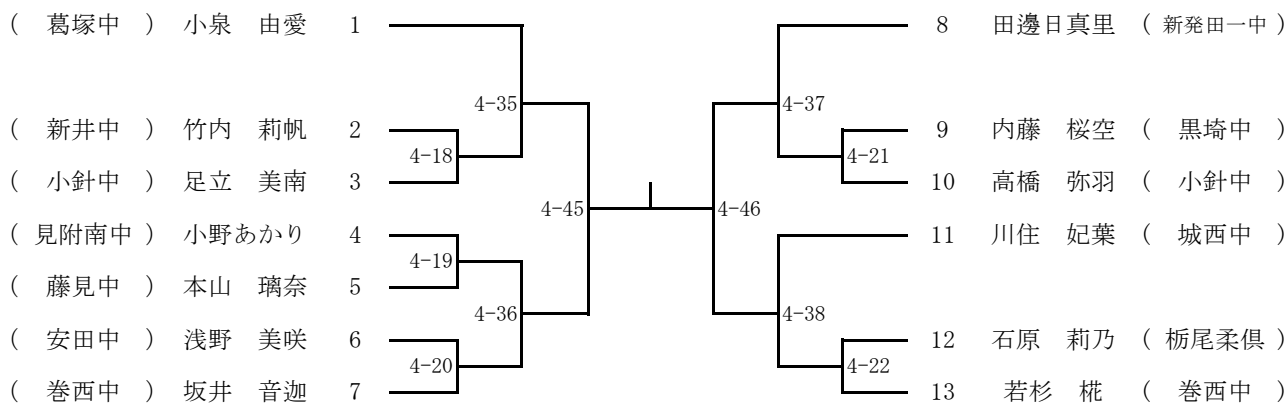 ( 葛塚中 ) 小泉 由愛 1
8 田邊日真里 ( 新発田一中 )
4-35
4-37
( 新井中 ) 竹内 莉帆 2
9 内藤 桜空 ( 黒埼中 )
4-18
4-21
( 小針中 ) 足立 美南 3
10 高橋 弥羽 ( 小針中 )
4-45
4-46
( 見附南中 ) 小野あかり 4
11 川住 妃葉 ( 城西中 )
4-19
( 藤見中 ) 本山 璃奈 5
4-36
4-38
( 安田中 ) 浅野 美咲 6
12 石原 莉乃 ( 栃尾柔倶 )
4-20
4-22
( 巻西中 ) 坂井 音迦 7
13 若杉 椛 ( 巻西中 )